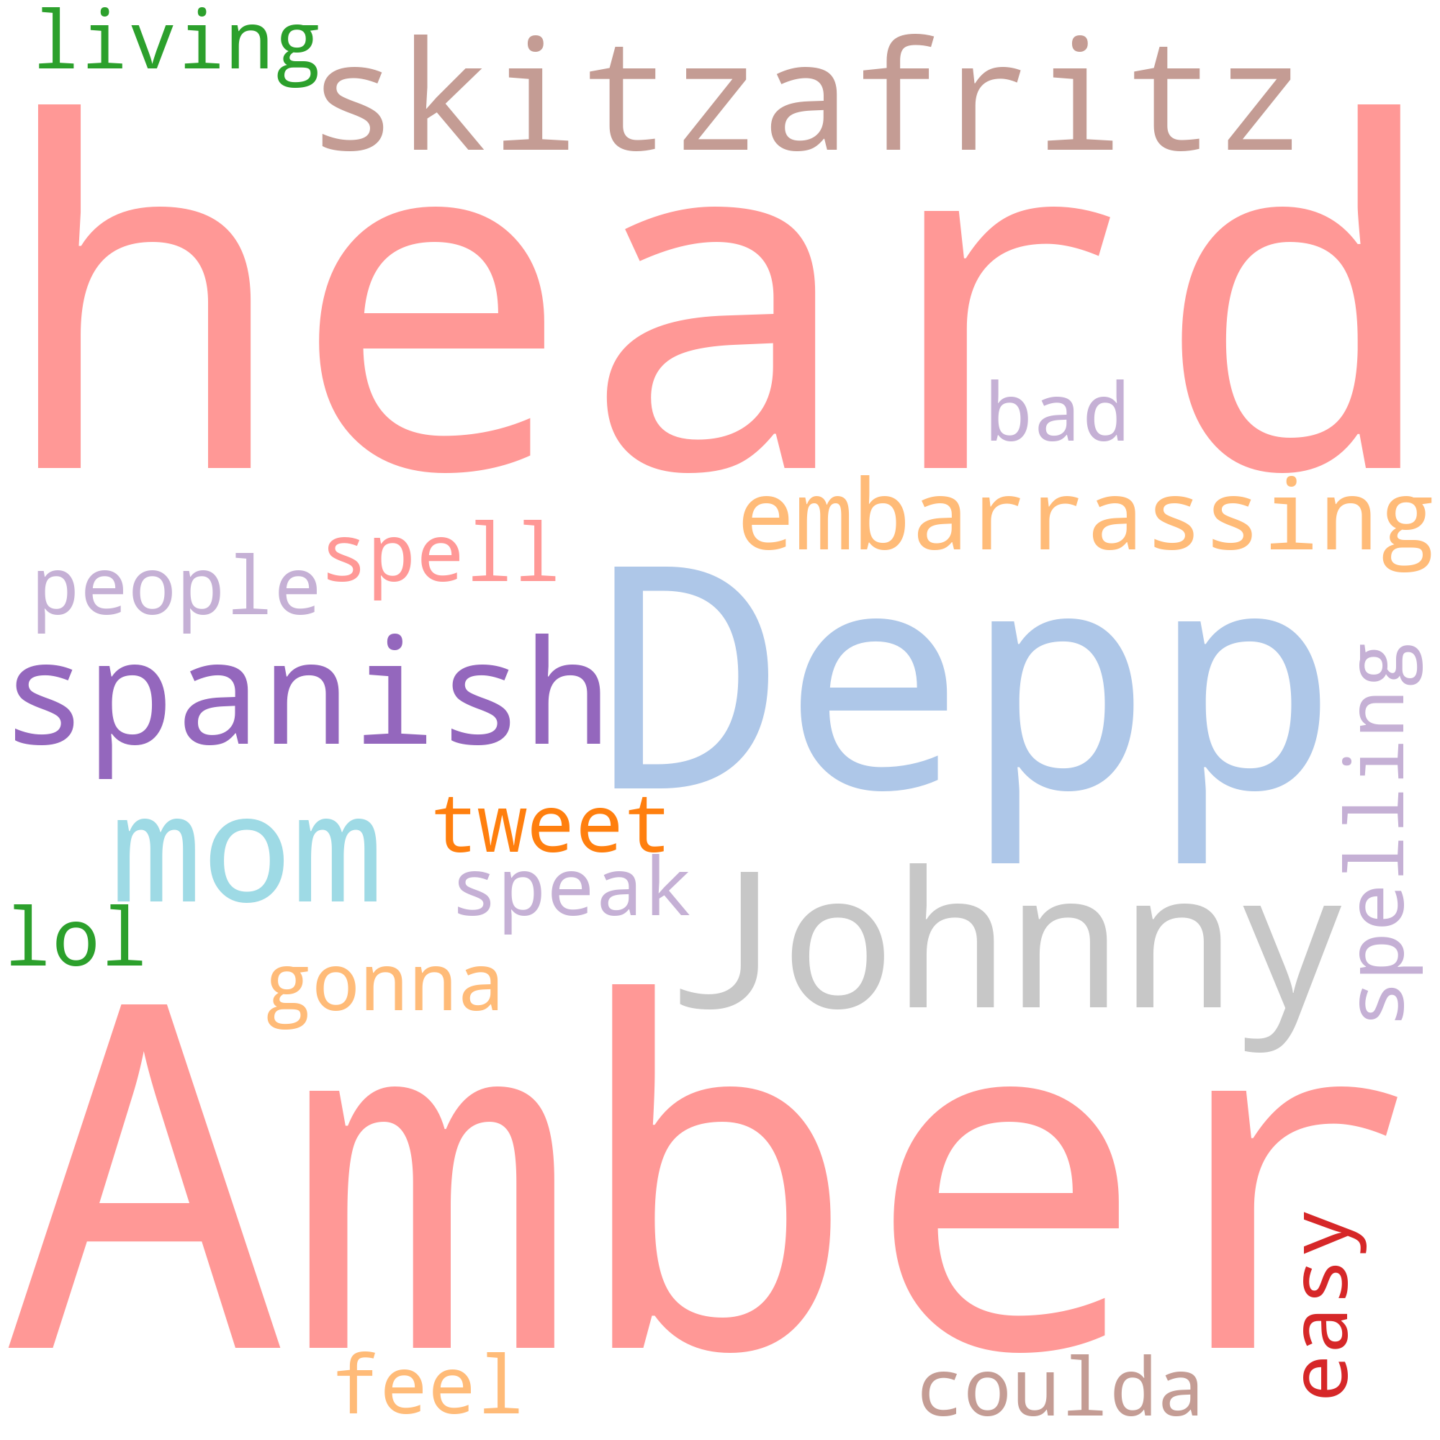 living
skitzafritz
heard
bad
embarrassing
spell
people
Depp
spanish
spelling
tweet
mom
speak
Johnny
lol
gonna
Amber
easy
feel
coulda